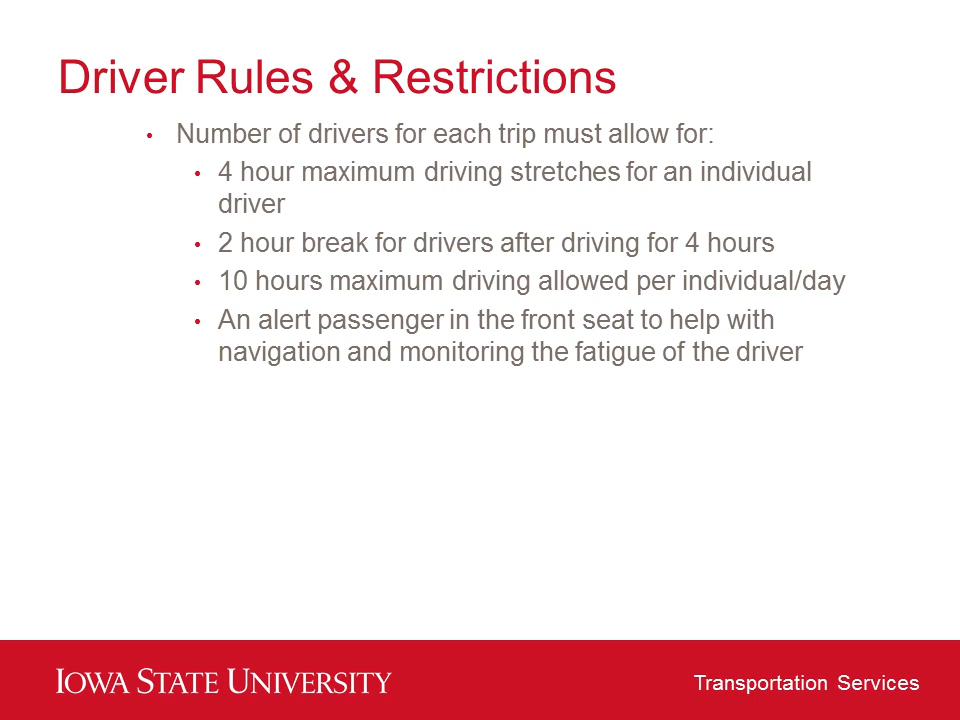 Driver Rules & Restrictions
• Number of drivers for each trip must allow for:
• 4 hour maximum driving stretches for an individual
driver
• 2 hour break for drivers after driving for 4 hours
• 10 hours maximum driving allowed per individual/day
• An alert passenger in the front seat to help with
navigation and monitoring the fatigue of the driver
IOWA STATE UNIVERSITY
Transportation Services